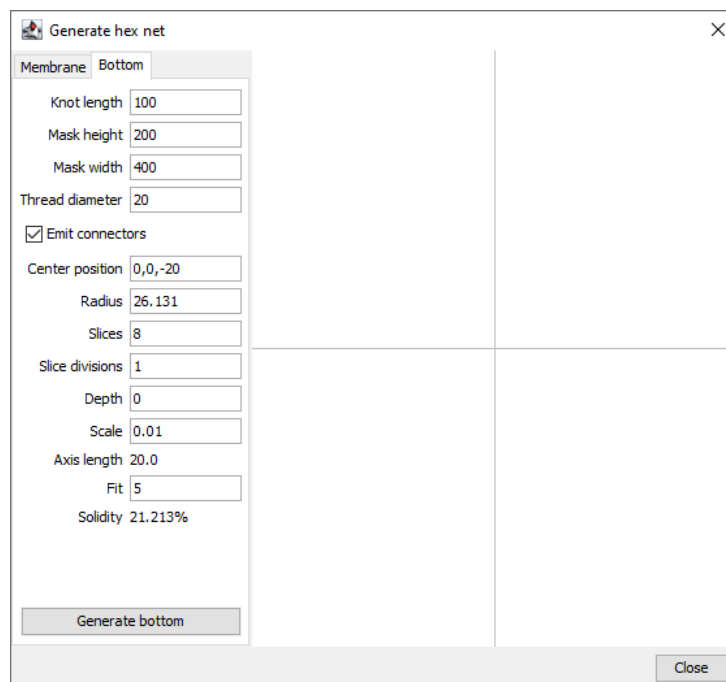 Generate hex net
Membrane Bottom
Knot length 100
Mask height 200
Mask width 400
Thread diameter 20
Emit connectors
Center position 0,0,-20
Radius 26.131
Slices 8
Slice divisions 1
Depth 0
Scale 0.01
Axis length 20.0
Fit 5
Solidity 21.213%
Generate bottom
Close